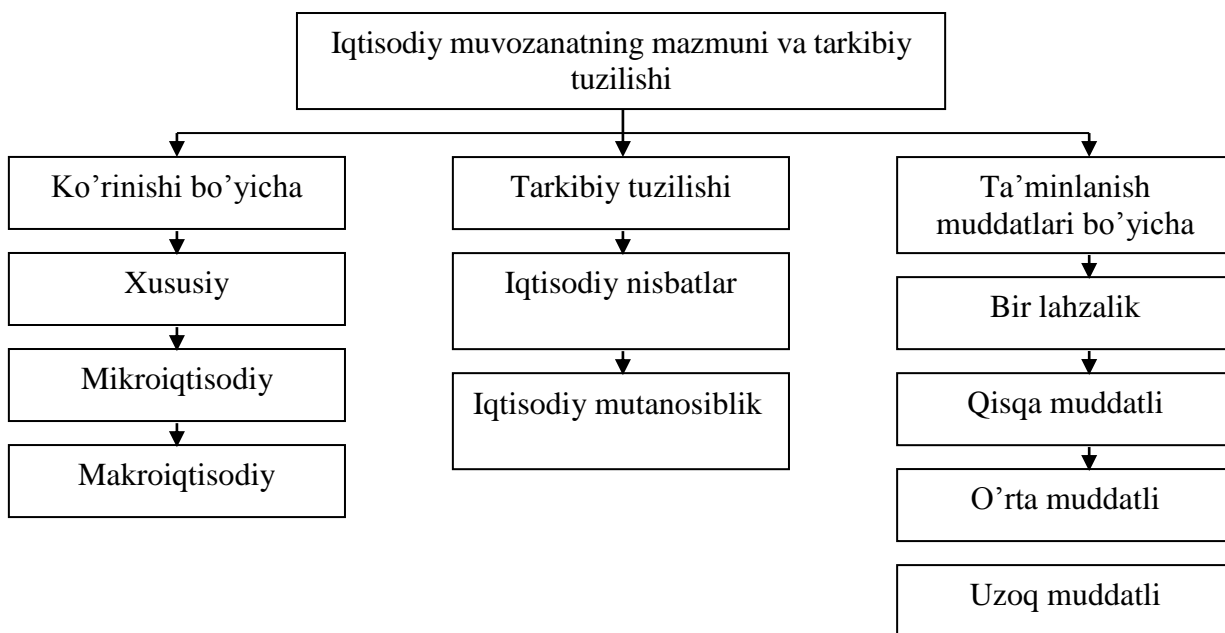 Iqtisodiy muvozanatning mazmuni va tarkibiy
tuzilishi
Ko’rinishi bo’yicha
Xususiy
Mikroiqtisodiy
Makroiqtisodiy
Tarkibiy tuzilishi
Iqtisodiy nisbatlar
Iqtisodiy mutanosiblik
Ta’minlanish
muddatlari bo’yicha
Bir lahzalik
Qisqa muddatli
O’rta muddatli
Uzoq muddatli